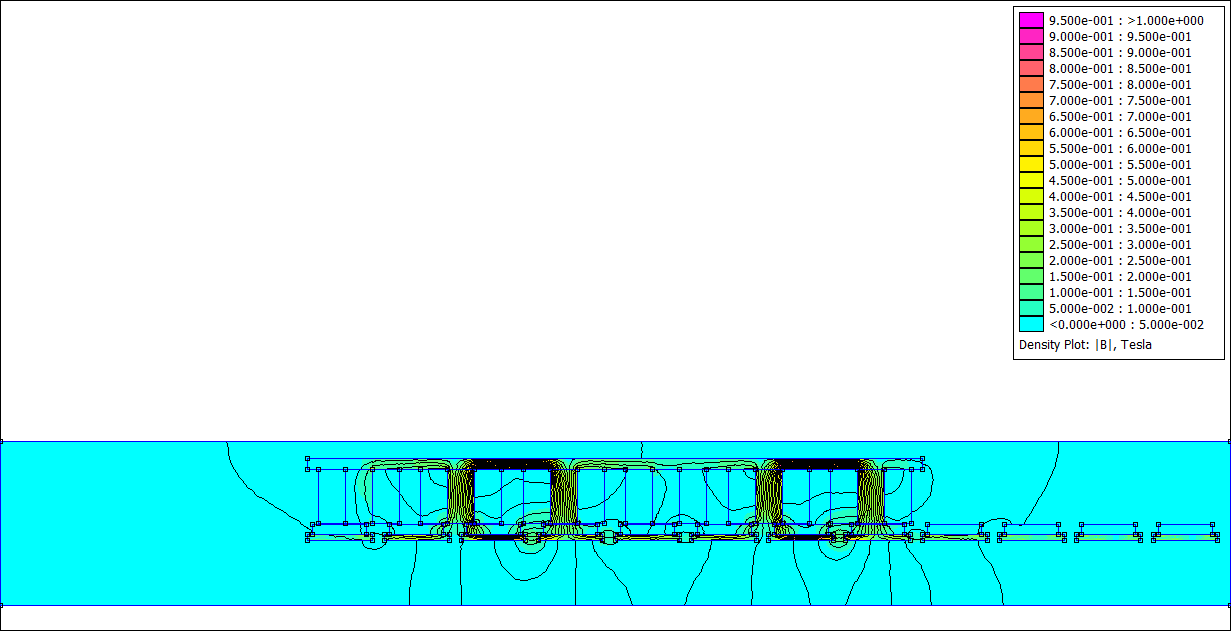 9.500e-001 : >1.000e+000
9.000e-001 : 9.500e-001
8.500e-001 : 9.000e-001
8.000e-001 : 8.500e-001
7.500e-001 : 8.000e-001
7.000e-001 : 7.500e-001
6.500e-001 : 7.000e-001
6.000e-001 : 6.500e-001
5.500e-001 : 6.000e-001
5.000e-001 : 5.500e-001
4.500e-001 : 5.000e-001
4.000e-001 : 4.500e-001
3.500e-001 : 4.000e-001
3.000e-001 : 3.500e-001
2.500e-001 : 3.000e-001
2.000e-001 : 2.500e-001
1.500e-001 : 2.000e-001
1.000e-001 : 1.500e-001
5.000e-002 : 1.000e-001
<0.000e+000 : 5.000e-002
Density Plot: |B|, Tesla